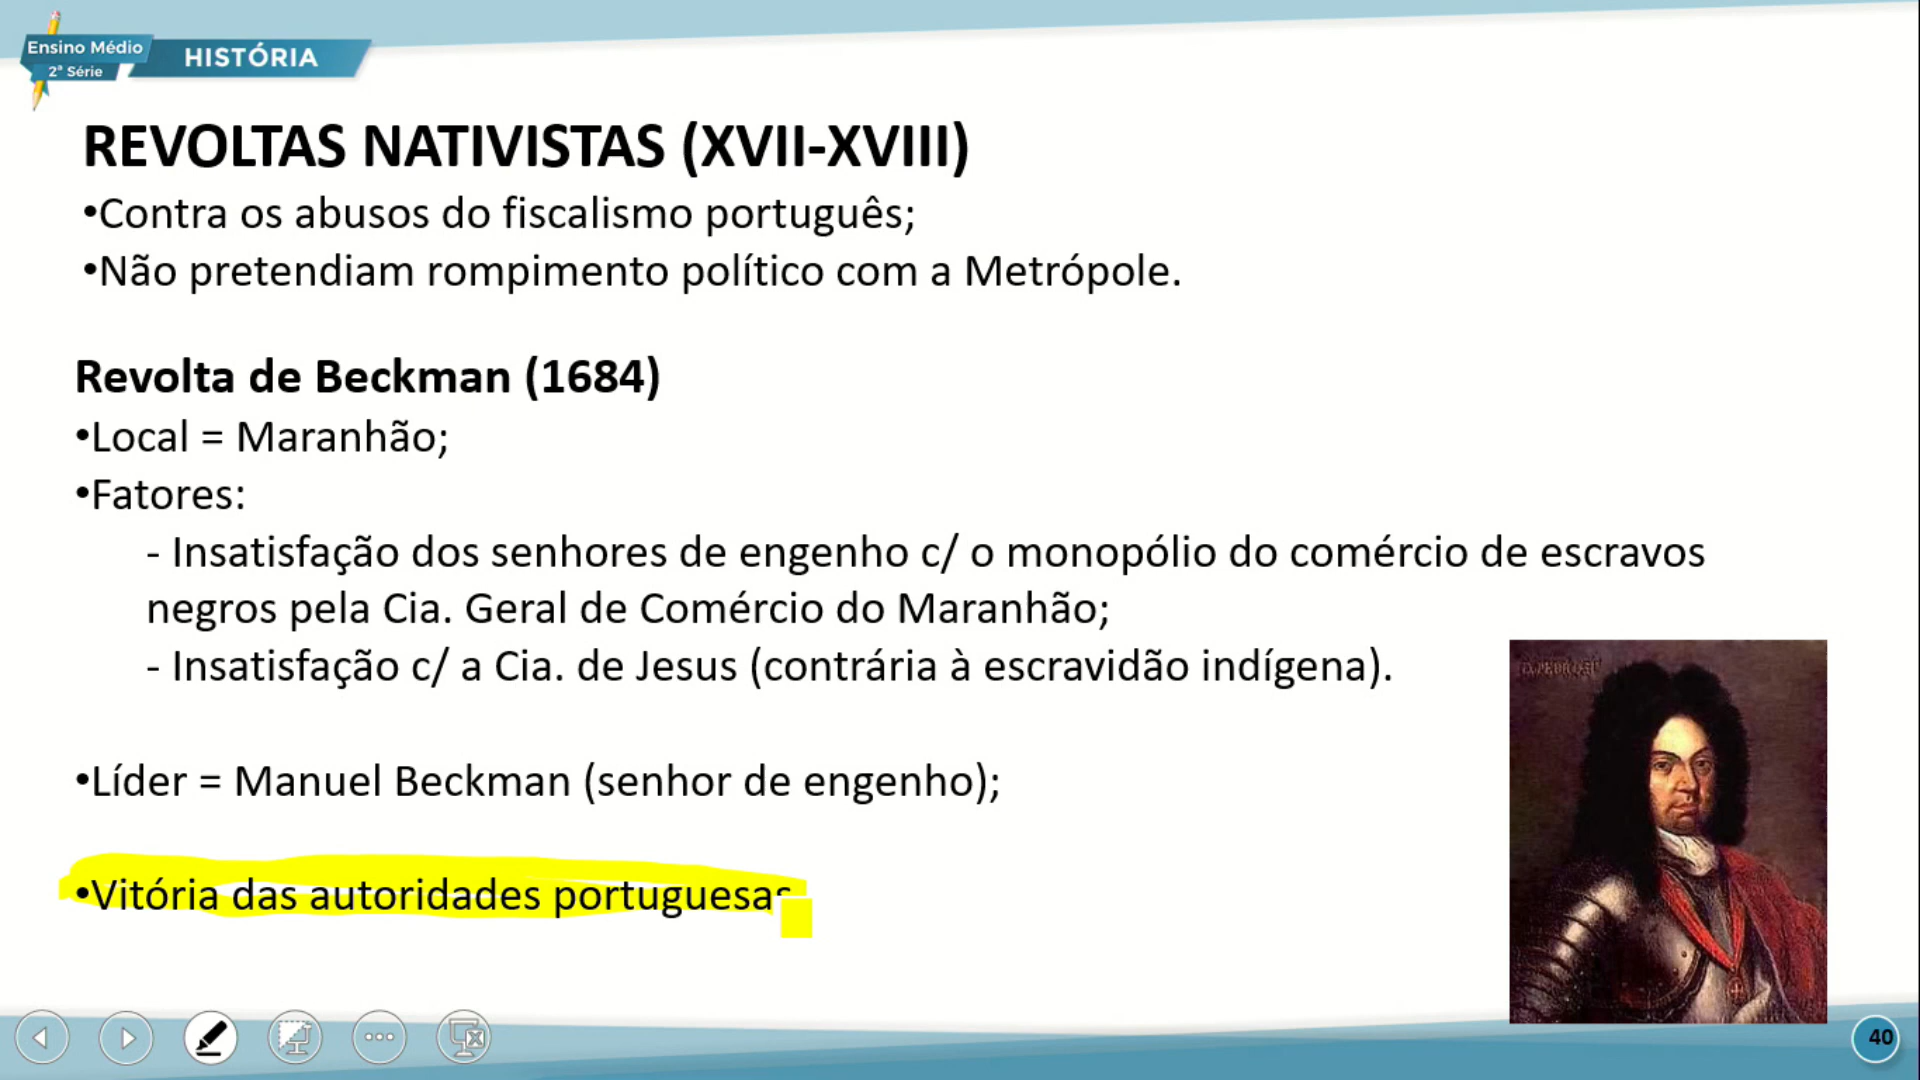 Ensino Médio
2ª Série
HISTÓRIA
REVOLTAS NATIVISTAS (XVII-XVIII)
•Contra os abusos do fiscalismo português;
•Não pretendiam rompimento político com a Metrópole.
Revolta de Beckman (1684)
•Local = Maranhão;
•Fatores:
- Insatisfação dos senhores de engenho c/ o monopólio do comércio de escravos
negros pela Cia. Geral de Comércio do Maranhão;
- Insatisfação c/ a Cia. de Jesus (contrária à escravidão indígena).
•Líder = Manuel Beckman (senhor de engenho);
•Vitória das autoridades portuguesas
40